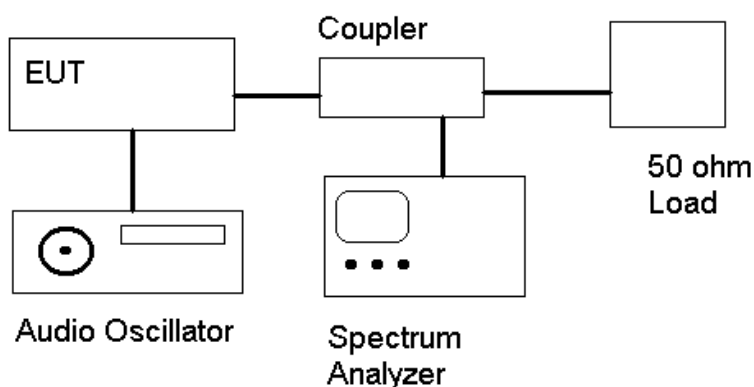 Coupler
EUT
50 ohm
Load
Audio Oscillator
Spectrum
Analyzer